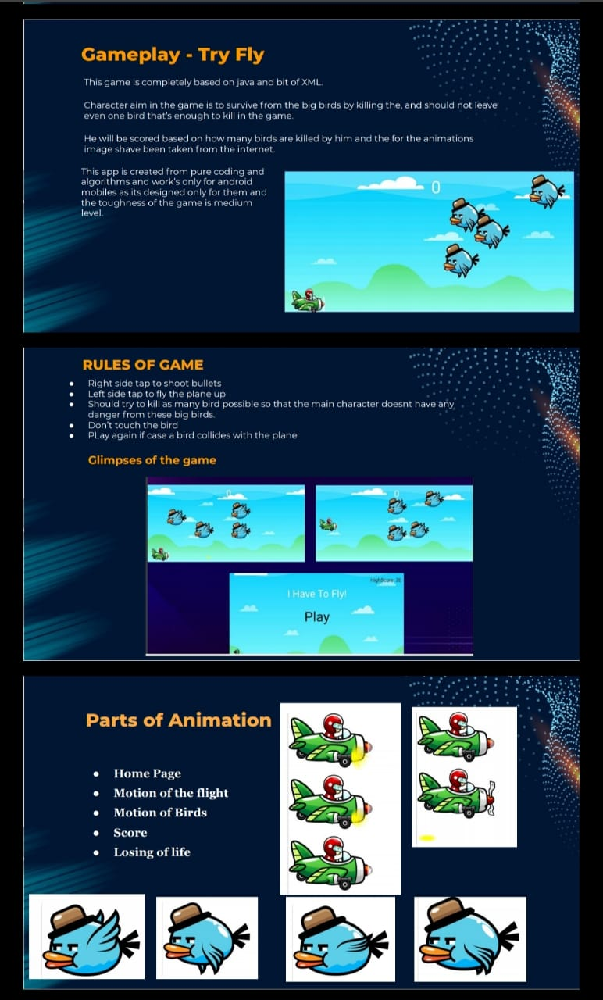 Gameplay - Try Fly
This game is completely based on java and bit of XML.
Character aim in the game is to survive from the big birds by killing the, and should not leave
even one bird that's enough to kill in the game.
He will be scored based on how many birds are killed by him and the for the animations
image shave been taken from the internet.
This app is created from pure coding and
algorithms and work's only for android
mobiles as its designed only for them and
the toughness of the game is medium
level.
0
RULES OF GAME
• Right side tap to shoot bullets
• Left side tap to fly the plane up
• Should try to kill as many bird possible so that the main character doesnt have any
danger from these big birds.
• Don't touch the bird
• PLay again if case a bird collides with the plane
Glimpses of the game
0
0
HighScore: 20
I Have To Fly!
Play
Parts of Animation
• Home Page
• Motion of the flight
• Motion of Birds
• Score
• Losing of life